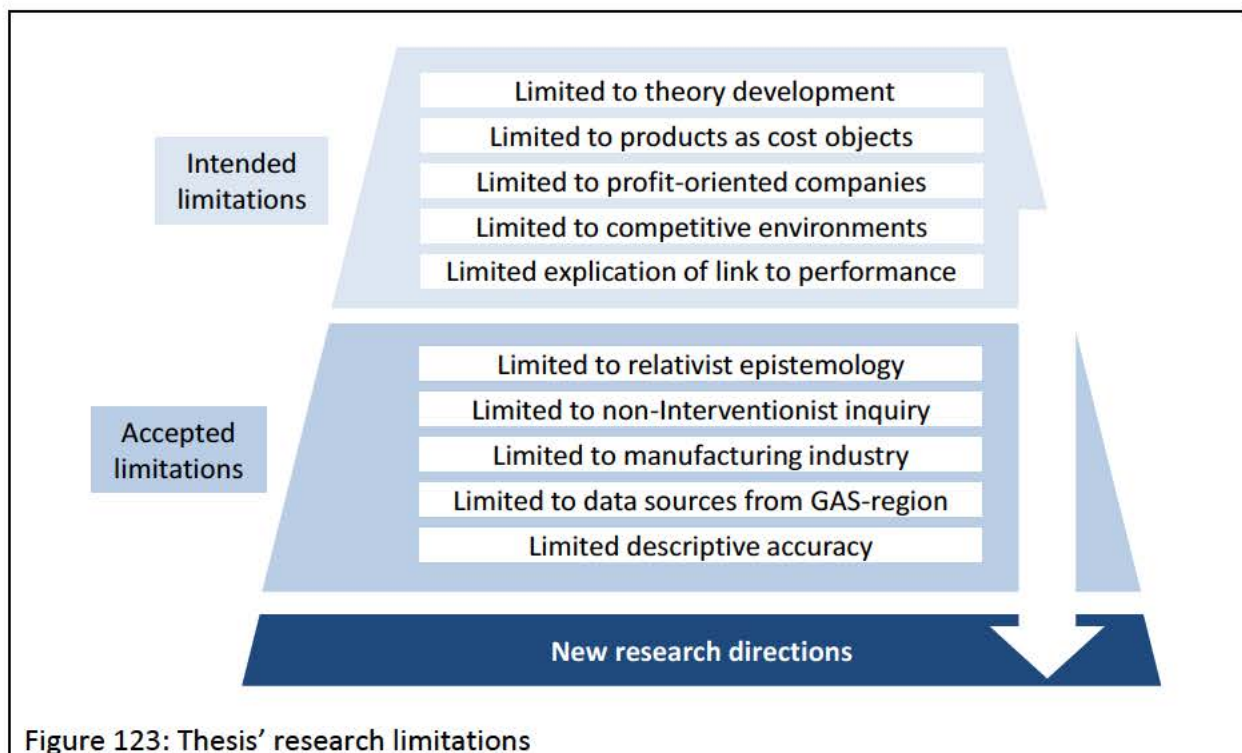 Intended
limitations
Limited to theory development
Limited to products as cost objects
Limited to profit-oriented companies
Limited to competitive environments
Limited explication of link to performance
Accepted
limitations
Limited to relativist epistemology
Limited to non-Interventionist inquiry
Limited to manufacturing industry
Limited to data sources from GAS-region
Limited descriptive accuracy
New research directions
Figure 123: Thesis’ research limitations